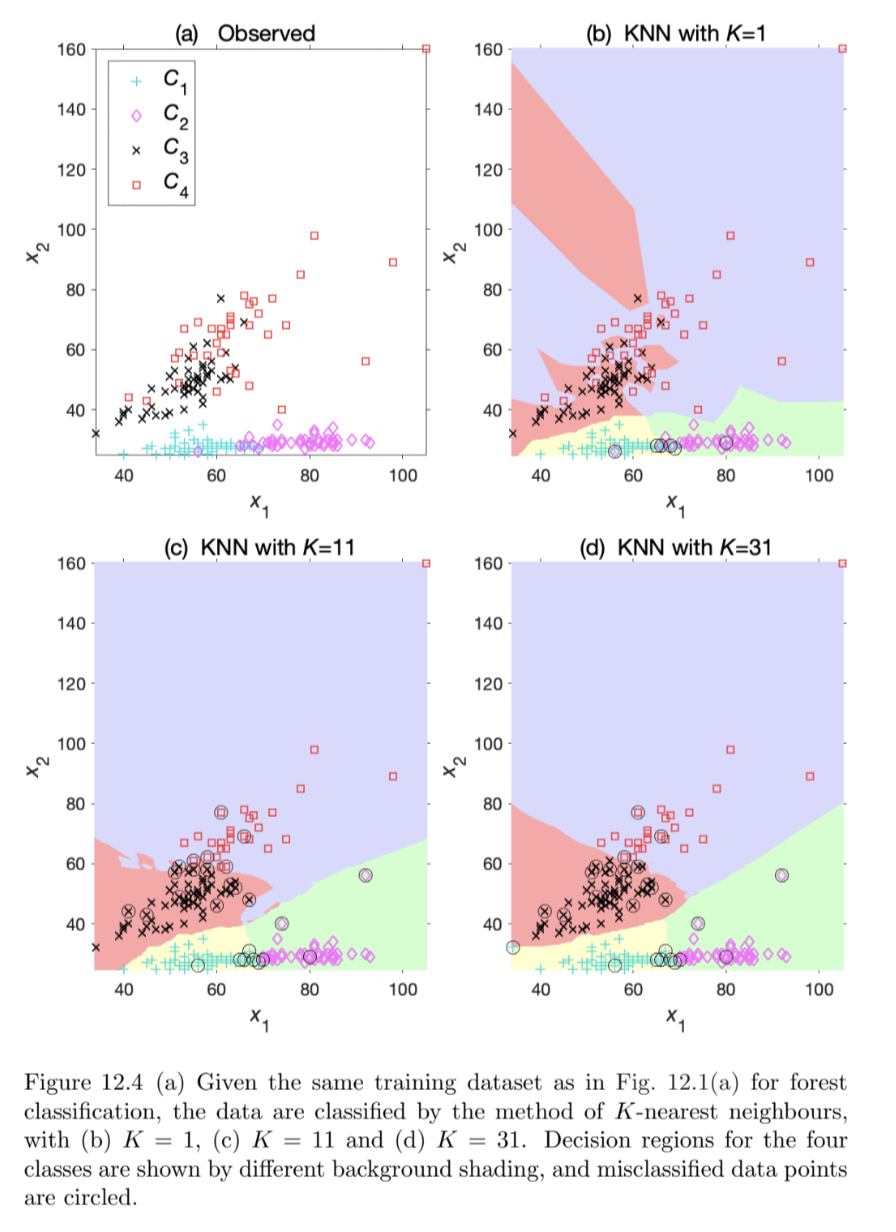 (a) Observed
(b) KNN with K=1
160
140
120
100
80
60
40
x2
C1
C2
C3
C4
40
60
80
100
x1
160
140
120
100
80
60
40
x2
40
60
80
100
x1
(c) KNN with K=11
(d) KNN with K=31
160
140
120
100
80
60
40
x2
40
60
80
100
x1
160
140
120
100
80
60
40
x2
40
60
80
100
x1
Figure 12.4 (a) Given the same training dataset as in Fig. 12.1(a) for forest
classification, the data are classified by the method of K-nearest neighbours,
with (b) K = 1, (c) K = 11 and (d) K = 31. Decision regions for the four
classes are shown by different background shading, and misclassified data points
are circled.